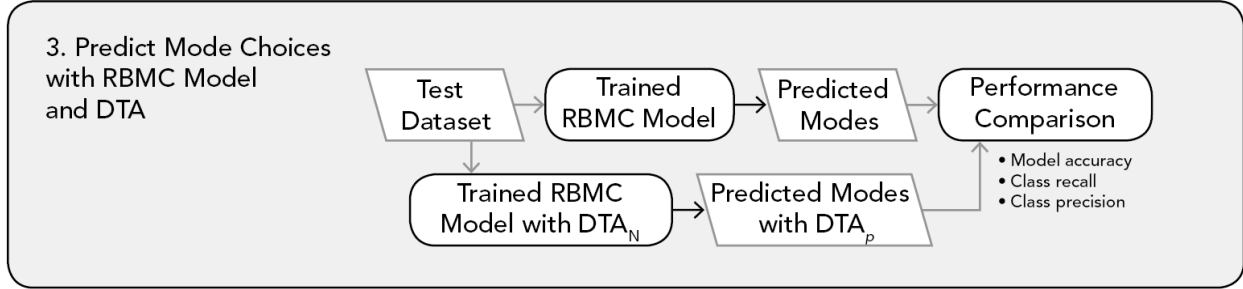 3. Predict Mode Choices
with RBMC Model
and DTA
Test
Dataset
Trained
RBMC Model
Predicted
Modes
Performance
Comparison
• Model accuracy
• Class recall
• Class precision
Trained RBMC
Model with DTA_N
Predicted Modes
with DTA_p